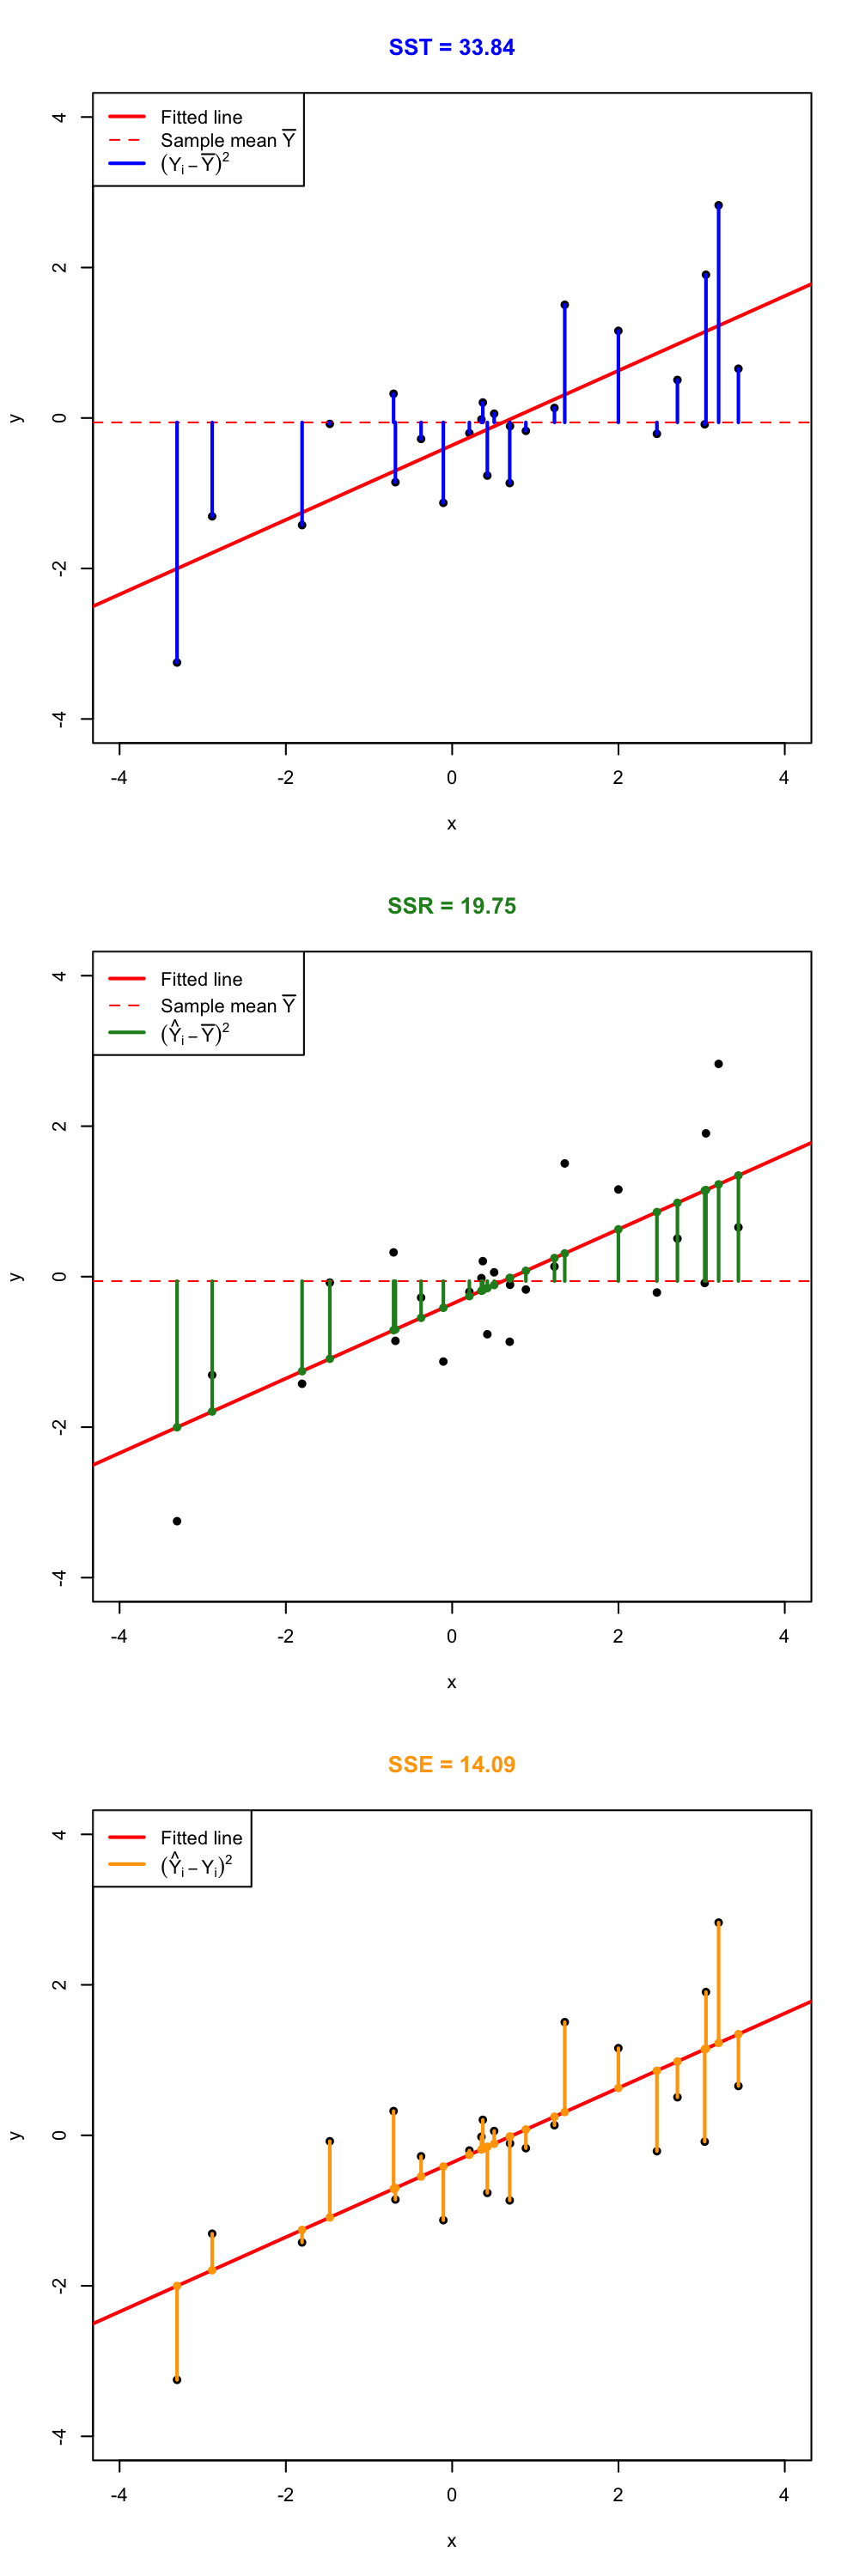 SST = 33.84
Fitted line
Sample mean Y̅
(Yᵢ – Y̅)²
4
2
0
-2
-4
y
-4 -2 0 2 4
x
SSR = 19.75
Fitted line
Sample mean Y̅
(Ŷᵢ – Y̅)²
4
2
0
-2
-4
y
-4 -2 0 2 4
x
SSE = 14.09
Fitted line
(Ŷᵢ – Yᵢ)²
4
2
0
-2
-4
y
-4 -2 0 2 4
x